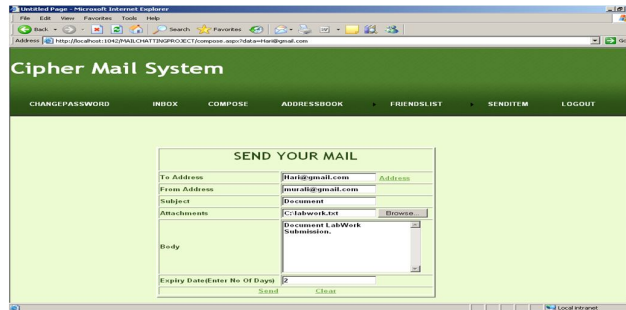 Untitled Page - Microsoft Internet Explorer
File Edit View Favorites Tools Help
Back Search Favorites
Address http://localhost:1042/MAILCHATTINGPROJECT/compose.aspx?data=Hari@gmail.com Go
Cipher Mail System
CHANGEPASSWORD INBOX COMPOSE ADDRESSBOOK FRIENDSLIST SENDITEM LOGOUT
SEND YOUR MAIL
To Address Hari@gmail.com Address
From Address murali@gmail.com
Subject Document
Attachments C:\labwork.txt Browse...
Document LabWork
Submission.
Body
Expiry Date(Enter No Of Days) 2
Send Clear
Local intranet